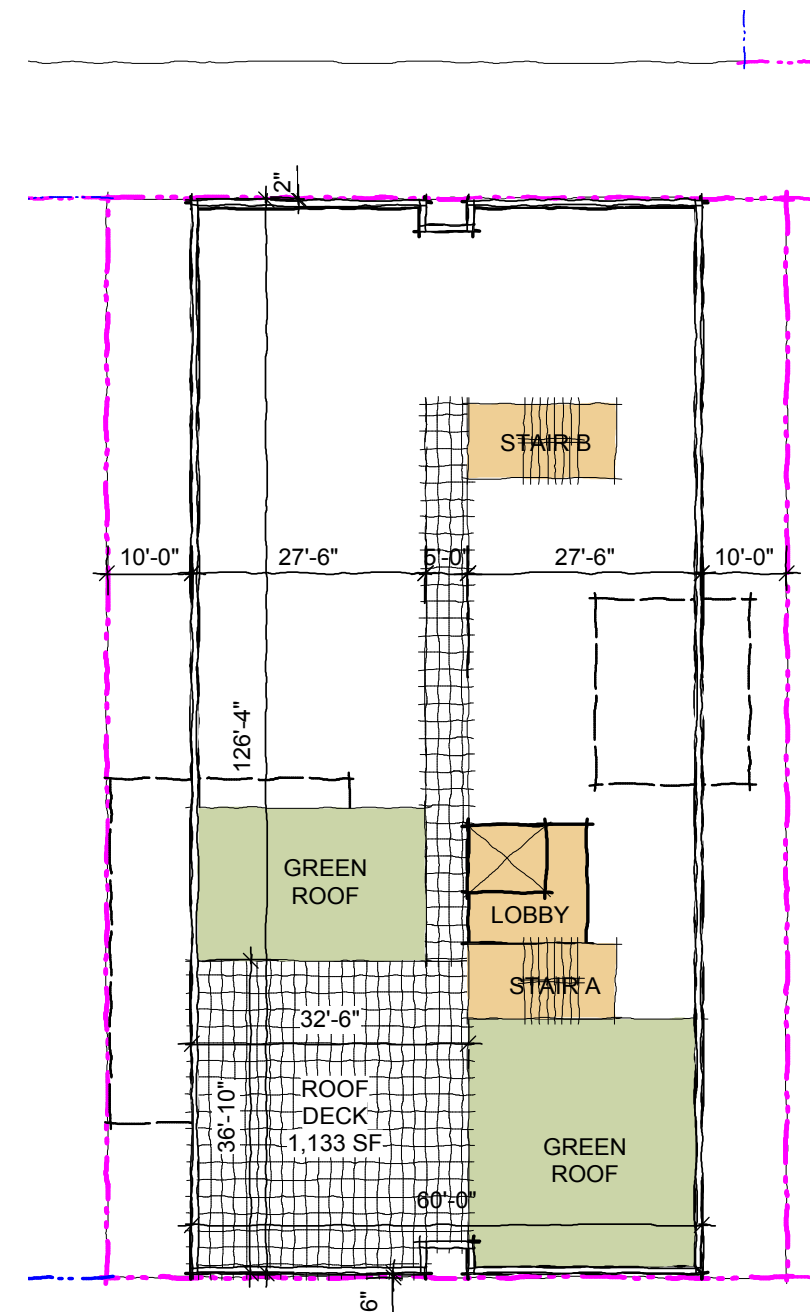 2"
STAIR B
10'-0"
27'-6"
5'-0"
27'-6"
10'-0"
126'-4"
GREEN
ROOF
LOBBY
STAIR A
32'-6"
36'-10"
ROOF
DECK
1,133 SF
GREEN
ROOF
60'-0"
6"